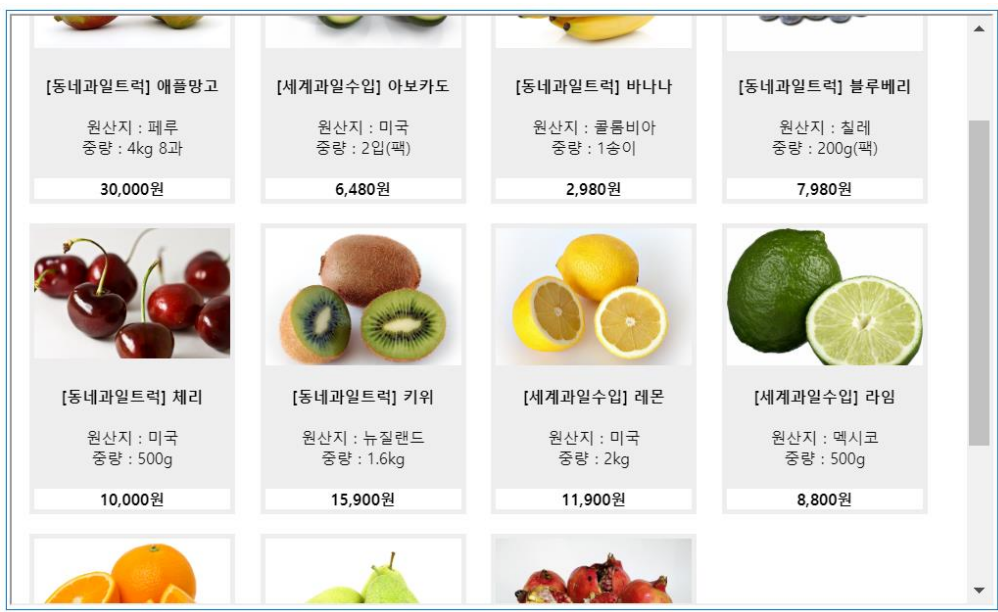 [동네과일트럭] 애플망고
원산지 : 페루
중량 : 4kg 8과
30,000원
[세계과일수입] 아보카도
원산지 : 미국
중량 : 2입(팩)
6,480원
[동네과일트럭] 바나나
원산지 : 콜롬비아
중량 : 1송이
2,980원
[동네과일트럭] 블루베리
원산지 : 칠레
중량 : 200g(팩)
7,980원
[동네과일트럭] 체리
원산지 : 미국
중량 : 500g
10,000원
[동네과일트럭] 키위
원산지 : 뉴질랜드
중량 : 1.6kg
15,900원
[세계과일수입] 레몬
원산지 : 미국
중량 : 2kg
11,900원
[세계과일수입] 라임
원산지 : 멕시코
중량 : 500g
8,800원